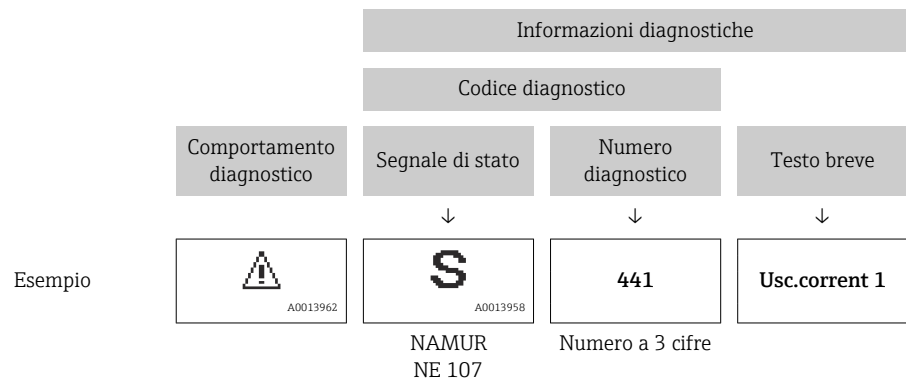 Informazioni diagnostiche
Codice diagnostico
Comportamento
diagnostico
Segnale di stato
Numero
diagnostico
Testo breve
↓ ↓ ↓
Esempio
A0013962
S
A0013958
441
Usc.corrent 1
NAMUR
NE 107
Numero a 3 cifre